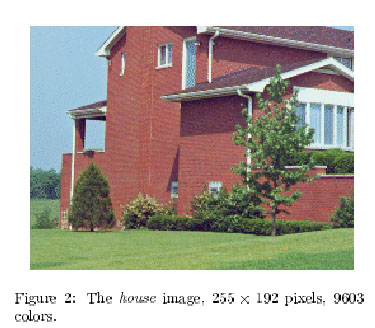 Figure 2: The house image, 255 × 192 pixels, 9603
colors.